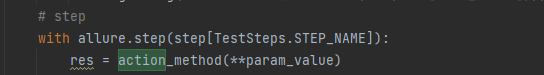 # step
with allure.step(step[TestSteps.STEP_NAME]):
res = action_method(**param_value)